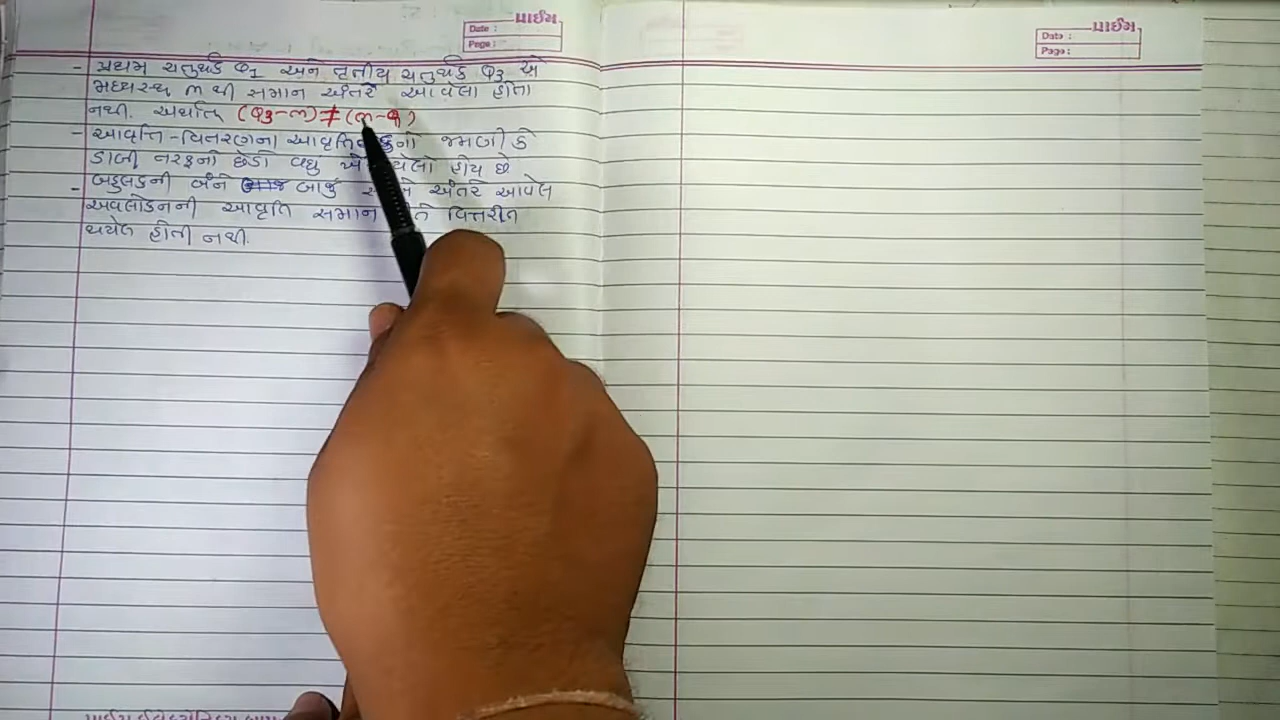 પ્રાઈમ
Date :
Page :
પ્રાઈમ
Date :
Page :
- પ્રથમ ચતુર્થક Q1 અને તૃતીય ચતુર્થક Q3 એ
મધ્યસ્થ M થી સમાન અંતરે આવેલા હોતા
નથી. અર્થાત (Q3-M) ≠ (M-Q)
- આવૃત્તિ-વિતરણના જમણી કે
ડાબી તરફનો છેડો વધુ હોય છે
- બહુલકની બંને બાજુ અંતરે આવેલ
અવલોકનની આવૃતિ સમાન વિતરીત
થયેલ હોતી નથી.